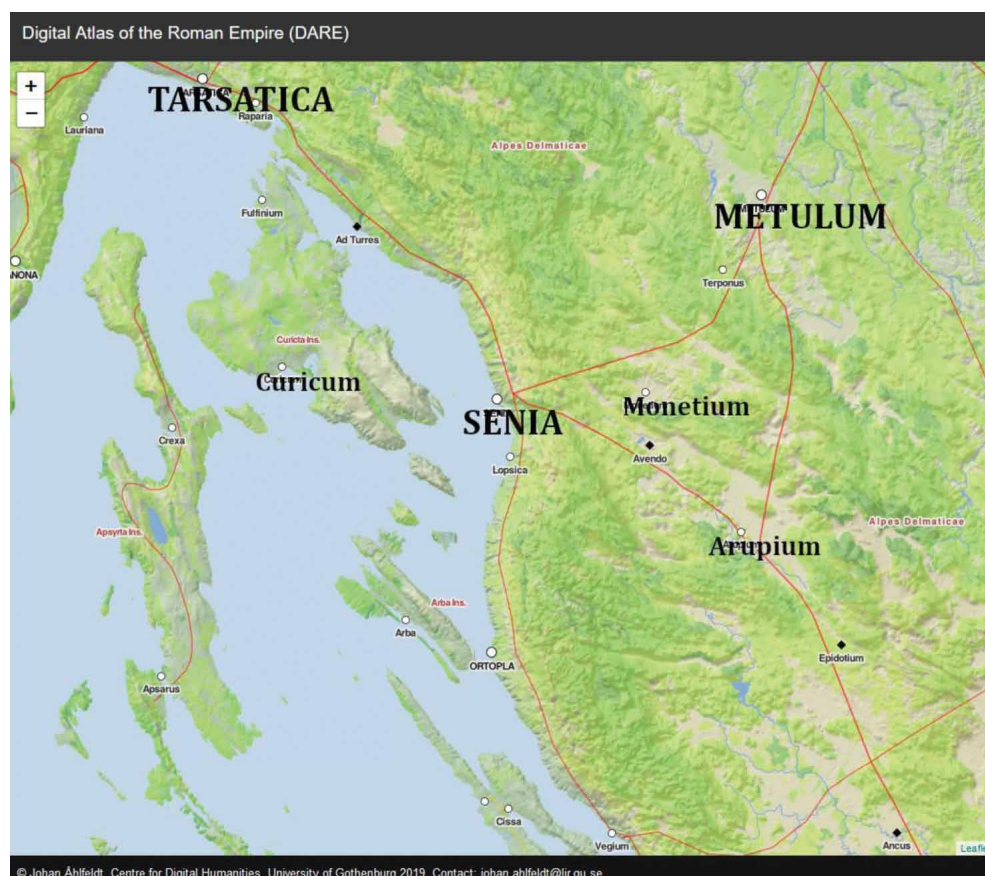 Digital Atlas of the Roman Empire (DARE)
+
−
TARSATICA
Raparia
Lauriana
Alpes Delmaticae
Fulfinium
METULUM
Ad Turres
NONA
Terponus
Curicta Ins.
Curicum
Monetium
SENIA
Crexa
Avendo
Lopsica
Apsyrta Ins.
Alpes Delmaticae
Arupium
Arba Ins.
Arba
ORTOPLA
Epidotium
Apsarus
Cissa
Vegium
Ancus
Leafle
© Johan Åhlfeldt, Centre for Digital Humanities, University of Gothenburg 2019. Contact: johan.ahlfeldt@lir.gu.se